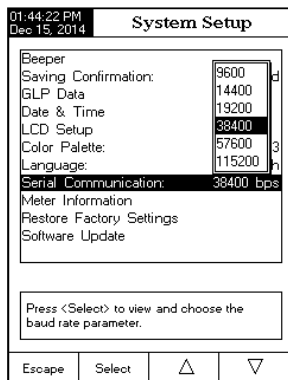 01:44:22 PM
Dec 15, 2014
System Setup
Beeper
Saving Confirmation: d
GLP Data
Date & Time
LCD Setup
Color Palette: 3
Language: h
Serial Communication: 38400 bps
Meter Information
Restore Factory Settings
Software Update
9600
14400
19200
38400
57600
115200
Press <Select> to view and choose the
baud rate parameter.
Escape Select